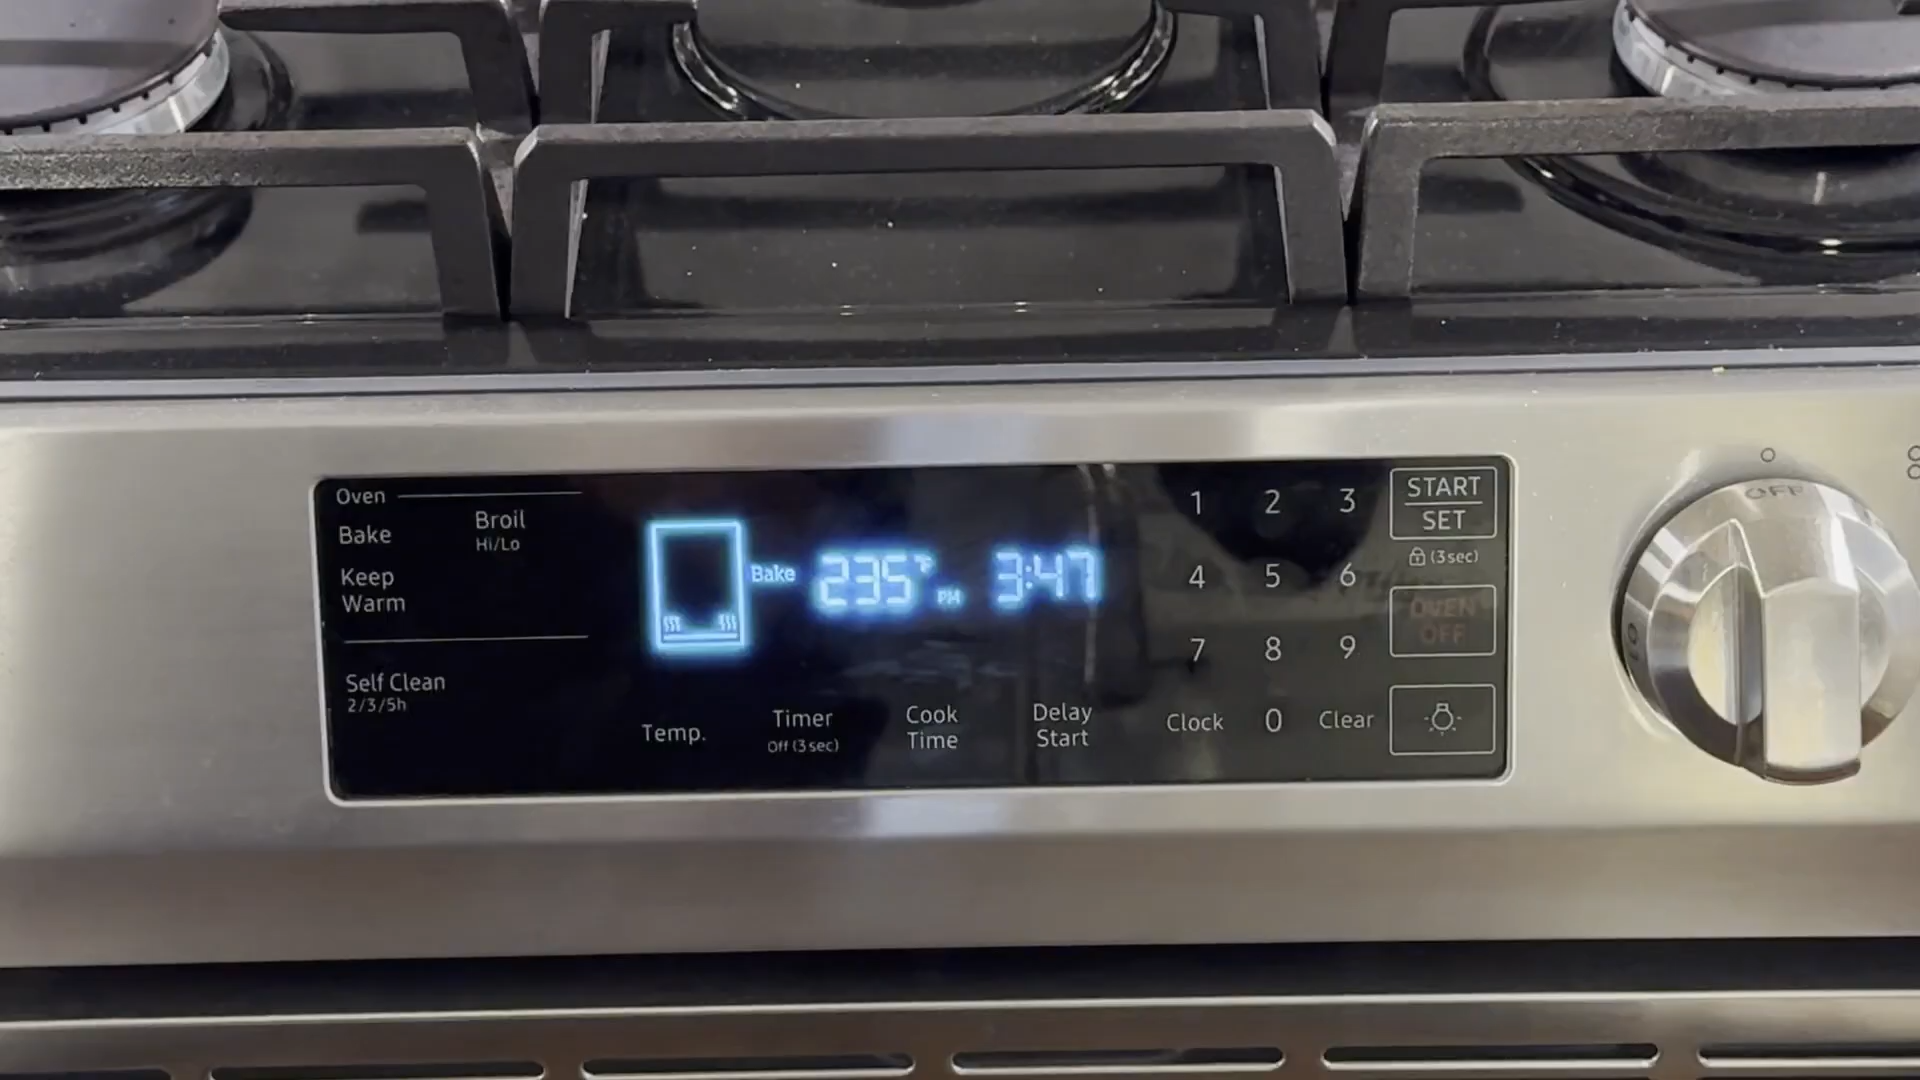 Oven
Bake
Broil
Hi/Lo
Keep
Warm
Self Clean
2/3/5h
Bake 235°F PM 3:47
Temp.
Timer
Off (3 sec)
Cook
Time
Delay
Start
1 2 3
4 5 6
7 8 9
Clock 0 Clear
START
SET
(3 sec)
OVEN
OFF
OFF